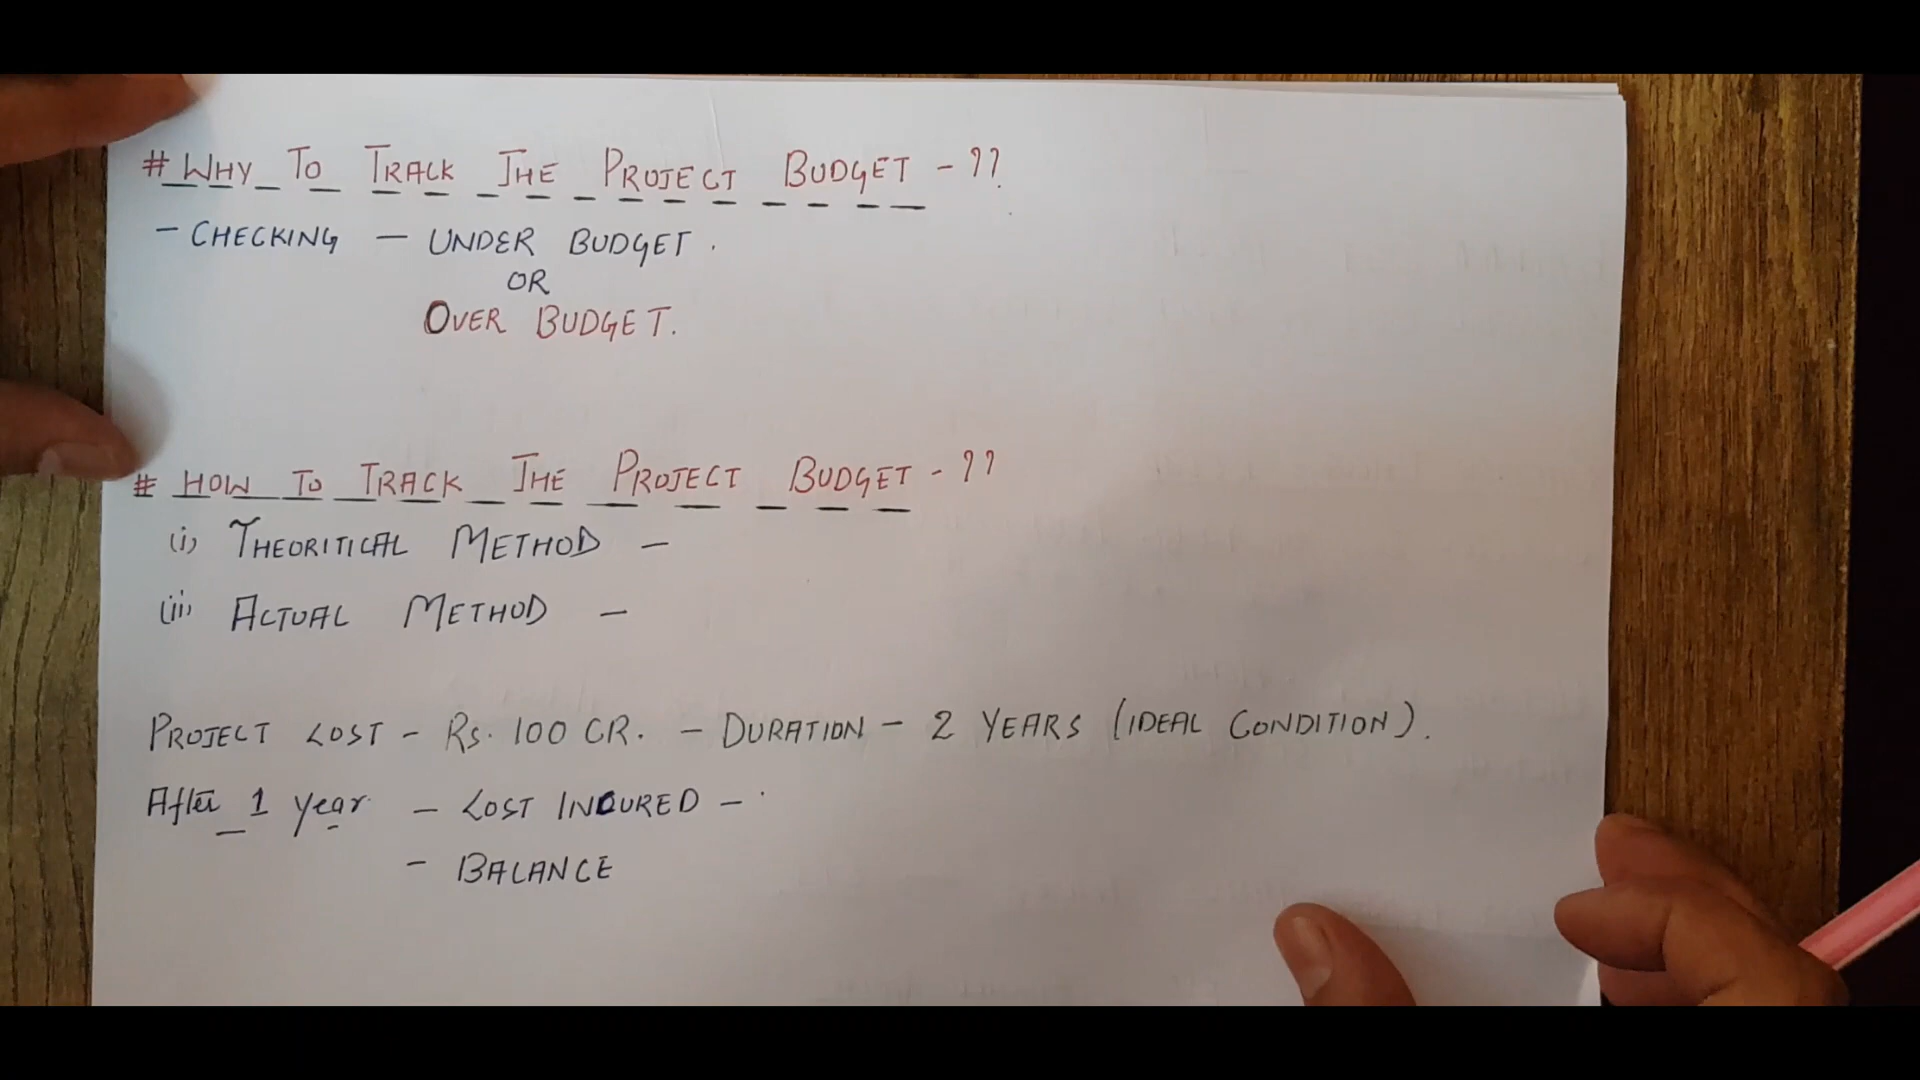 # WHY TO TRACK THE PROJECT BUDGET - ??
- CHECKING - UNDER BUDGET.
OR
OVER BUDGET.
# HOW TO TRACK THE PROJECT BUDGET - ??
(i) THEORITICAL METHOD -
(ii) ACTUAL METHOD -
PROJECT COST - Rs. 100 CR. - DURATION - 2 YEARS (IDEAL CONDITION).
After 1 year - COST INCURED -
- BALANCE